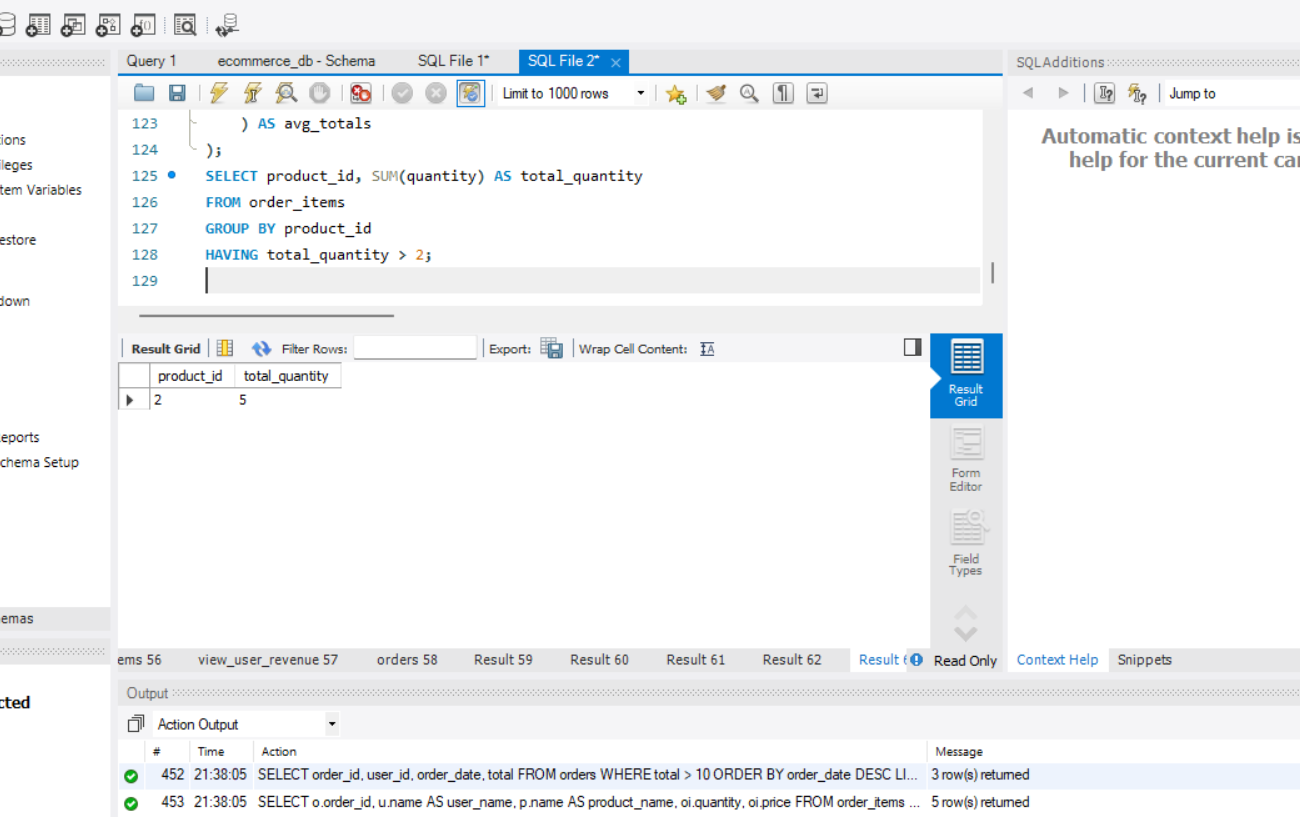 Query 1 ecommerce_db - Schema SQL File 1* SQL File 2* SQLAdditions
Limit to 1000 rows Jump to
123 ) AS avg_totals
124 );
125 SELECT product_id, SUM(quantity) AS total_quantity
126 FROM order_items
127 GROUP BY product_id
128 HAVING total_quantity > 2;
129
Automatic context help is
help for the current car
ions
ileges
tem Variables
estore
down
eports
chema Setup
emas
cted
Result Grid Filter Rows: Export: Wrap Cell Content:
product_id total_quantity
2 5
Result
Grid
Form
Editor
Field
Types
ems 56 view_user_revenue 57 orders 58 Result 59 Result 60 Result 61 Result 62 Result Read Only Context Help Snippets
Output
Action Output
# Time Action Message
452 21:38:05 SELECT order_id, user_id, order_date, total FROM orders WHERE total > 10 ORDER BY order_date DESC LI... 3 row(s) returned
453 21:38:05 SELECT o.order_id, u.name AS user_name, p.name AS product_name, oi.quantity, oi.price FROM order_items ... 5 row(s) returned